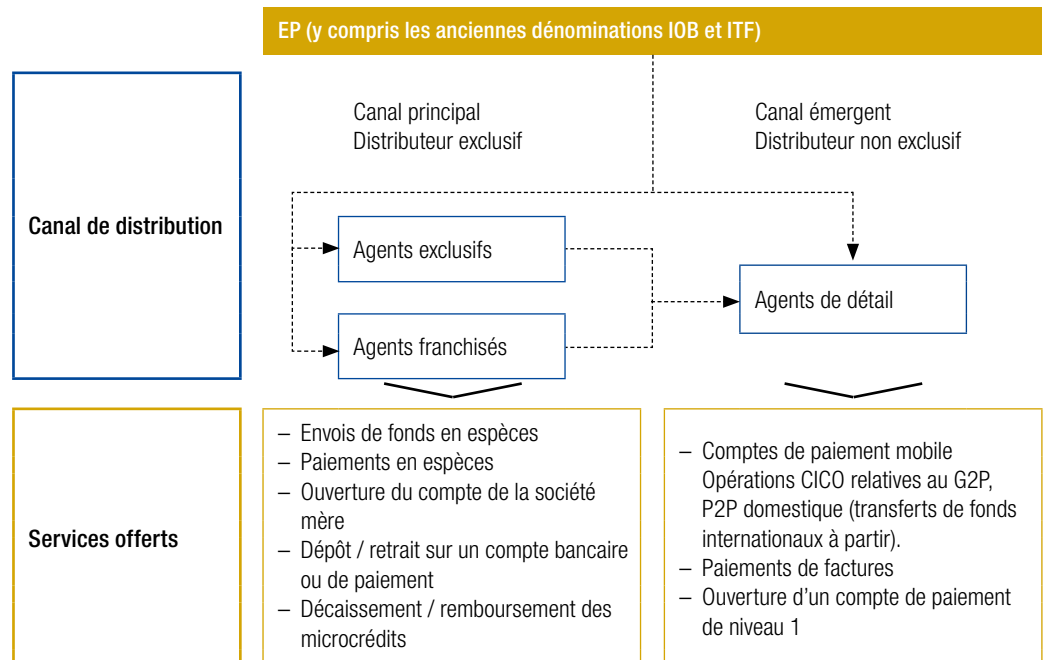 EP (y compris les anciennes dénominations IOB et ITF)
Canal principal
Distributeur exclusif
Canal émergent
Distributeur non exclusif
Canal de distribution
Agents exclusifs
Agents de détail
Agents franchisés
Services offerts
– Envois de fonds en espèces
– Paiements en espèces
– Ouverture du compte de la société
mère
– Dépôt / retrait sur un compte bancaire
ou de paiement
– Décaissement / remboursement des
microcrédits
– Comptes de paiement mobile
Opérations CICO relatives au G2P,
P2P domestique (transferts de fonds
internationaux à partir).
– Paiements de factures
– Ouverture d’un compte de paiement
de niveau 1